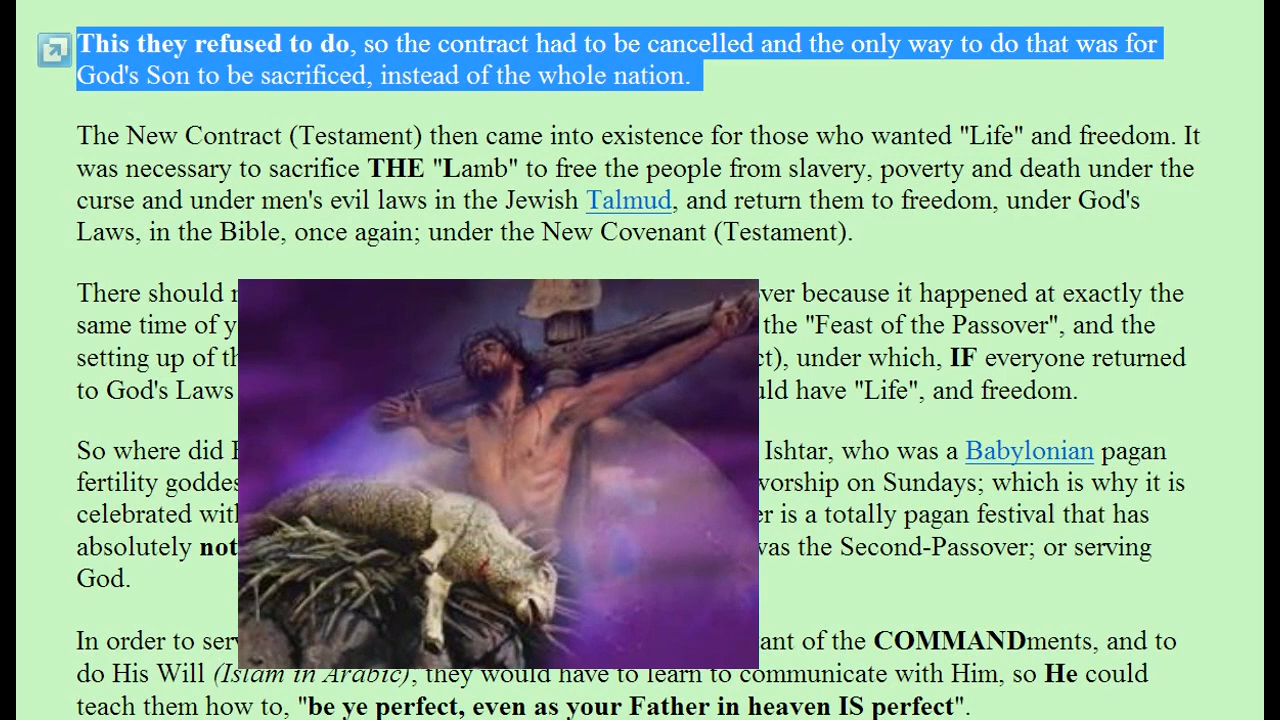 This they refused to do, so the contract had to be cancelled and the only way to do that was for
God's Son to be sacrificed, instead of the whole nation.
The New Contract (Testament) then came into existence for those who wanted "Life" and freedom. It
was necessary to sacrifice THE "Lamb" to free the people from slavery, poverty and death under the
curse and under men's evil laws in the Jewish Talmud, and return them to freedom, under God's
Laws, in the Bible, once again; under the New Covenant (Testament).
There should over because it happened at exactly the
same time of the "Feast of the Passover", and the
setting up of under which, IF everyone returned
to God's Laws have "Life", and freedom.
So where did Ishtar, who was a Babylonian pagan
fertility worship on Sundays; which is why it is
celebrated is a totally pagan festival that has
absolutely not was the Second-Passover; or serving
God.
In order to of the COMMANDments, and to
do His Will (Islam in Arabic), they would have to learn to communicate with Him, so He could
teach them how to, "be ye perfect, even as your Father in heaven IS perfect".